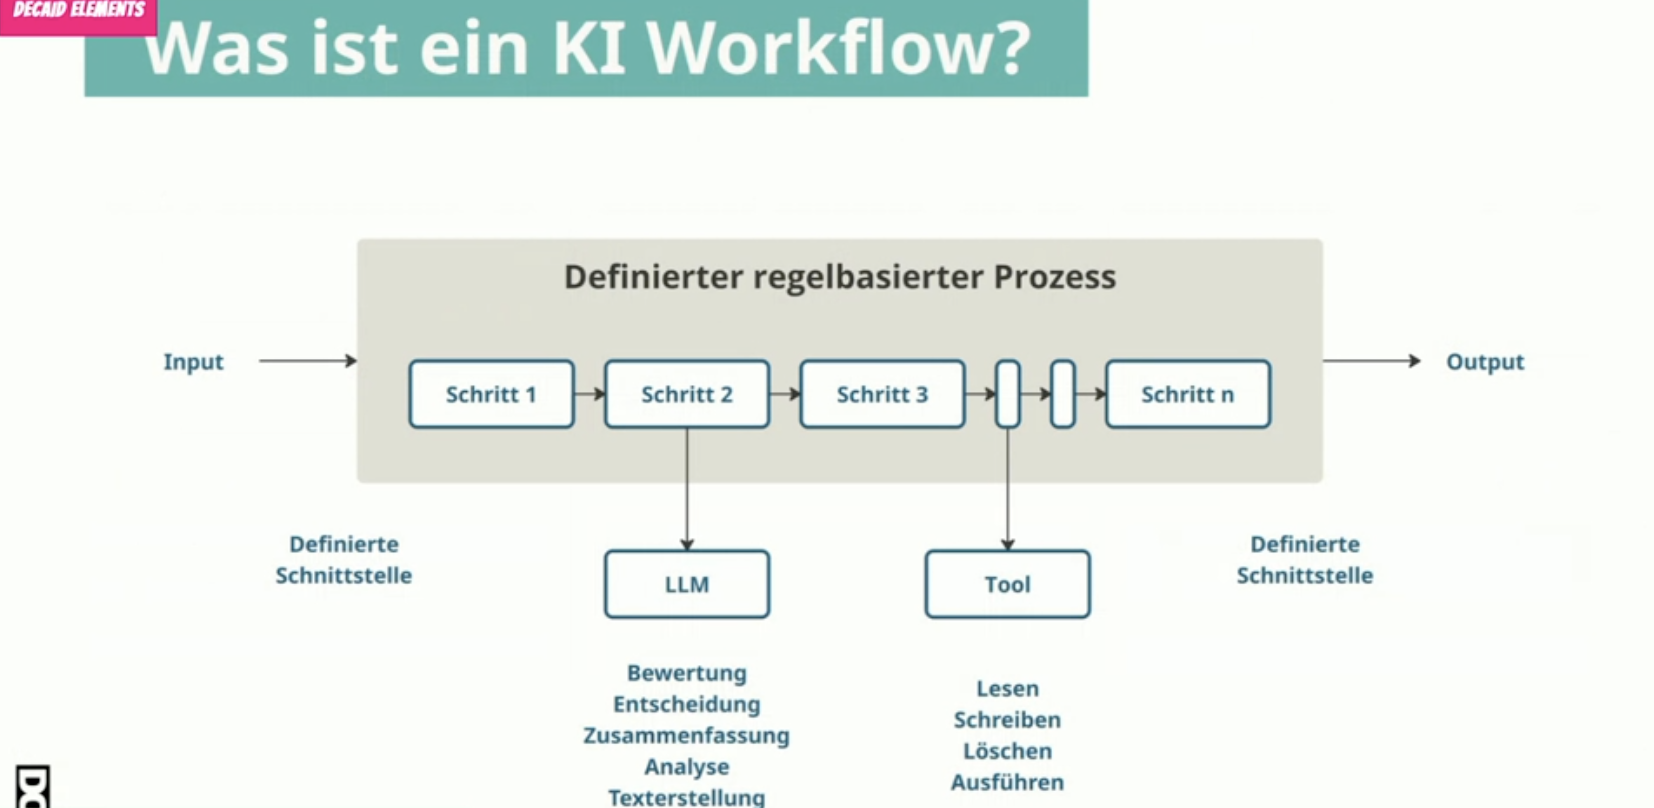 DECAID ELEMENTS
Was ist ein KI Workflow?
Definierter regelbasierter Prozess
Input
Schritt 1
Schritt 2
Schritt 3
Schritt n
Output
Definierte
Schnittstelle
LLM
Tool
Definierte
Schnittstelle
Bewertung
Entscheidung
Zusammenfassung
Analyse
Texterstellung
Lesen
Schreiben
Löschen
Ausführen